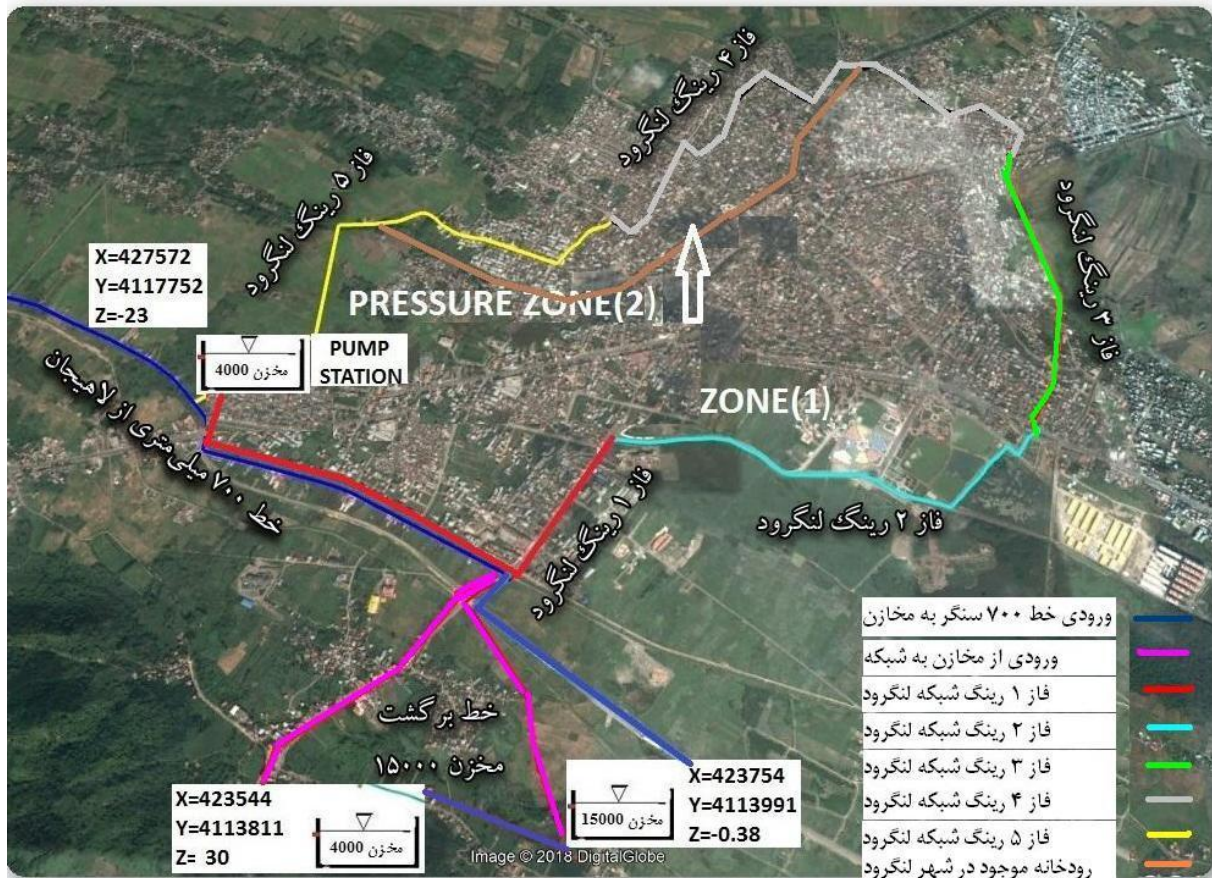 فاز ۴ رینگ لنگرود
فاز ۵ رینگ لنگرود
X=427572
Y=4117752
Z=-23
مخزن 4000
PUMP
STATION
PRESSURE ZONE(2)
ZONE(1)
فاز ۳ رینگ لنگرود
خط ۷۰۰ میلی متری از لاهیجان
فاز ۱ رینگ لنگرود
فاز ۲ رینگ لنگرود
خط برگشت
مخزن ۱۵۰۰۰
X=423544
Y=4113811
Z= 30
مخزن 4000
مخزن 15000
X=423754
Y=4113991
Z=-0.38
Image © 2018 DigitalGlobe
ورودی خط ۷۰۰ سنگر به مخازن
ورودی از مخازن به شبکه
فاز ۱ رینگ شبکه لنگرود
فاز ۲ رینگ شبکه لنگرود
فاز ۳ رینگ شبکه لنگرود
فاز ۴ رینگ شبکه لنگرود
فاز ۵ رینگ شبکه لنگرود
رودخانه موجود در شهر لنگرود